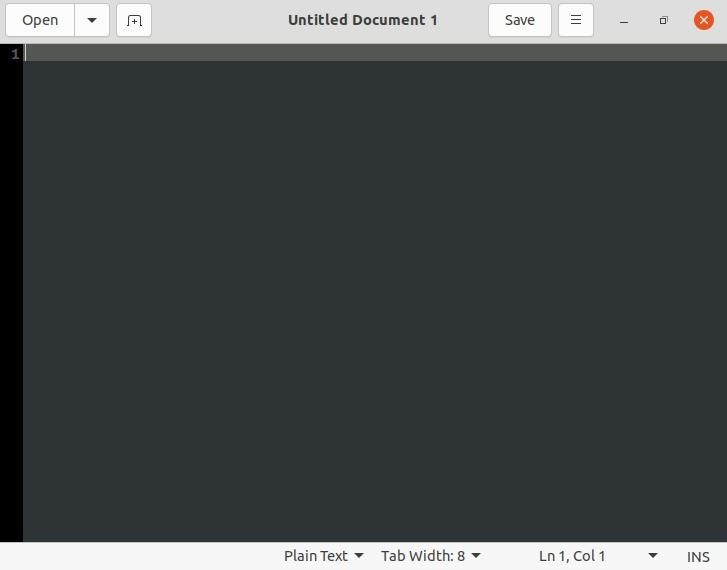 Open
Untitled Document 1
Save
1
Plain Text
Tab Width: 8
Ln 1, Col 1
INS